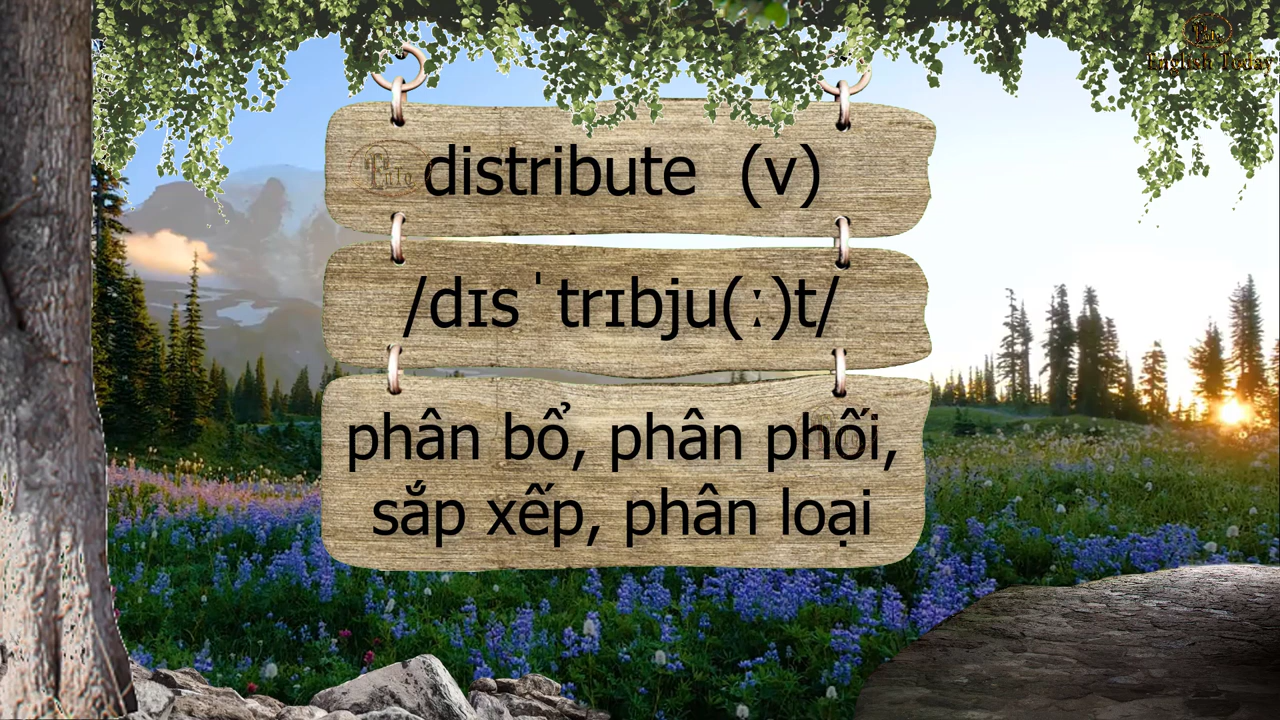 English Today
distribute (v)
/dɪsˈtrɪbju(ː)t/
phân bổ, phân phối,
sắp xếp, phân loại